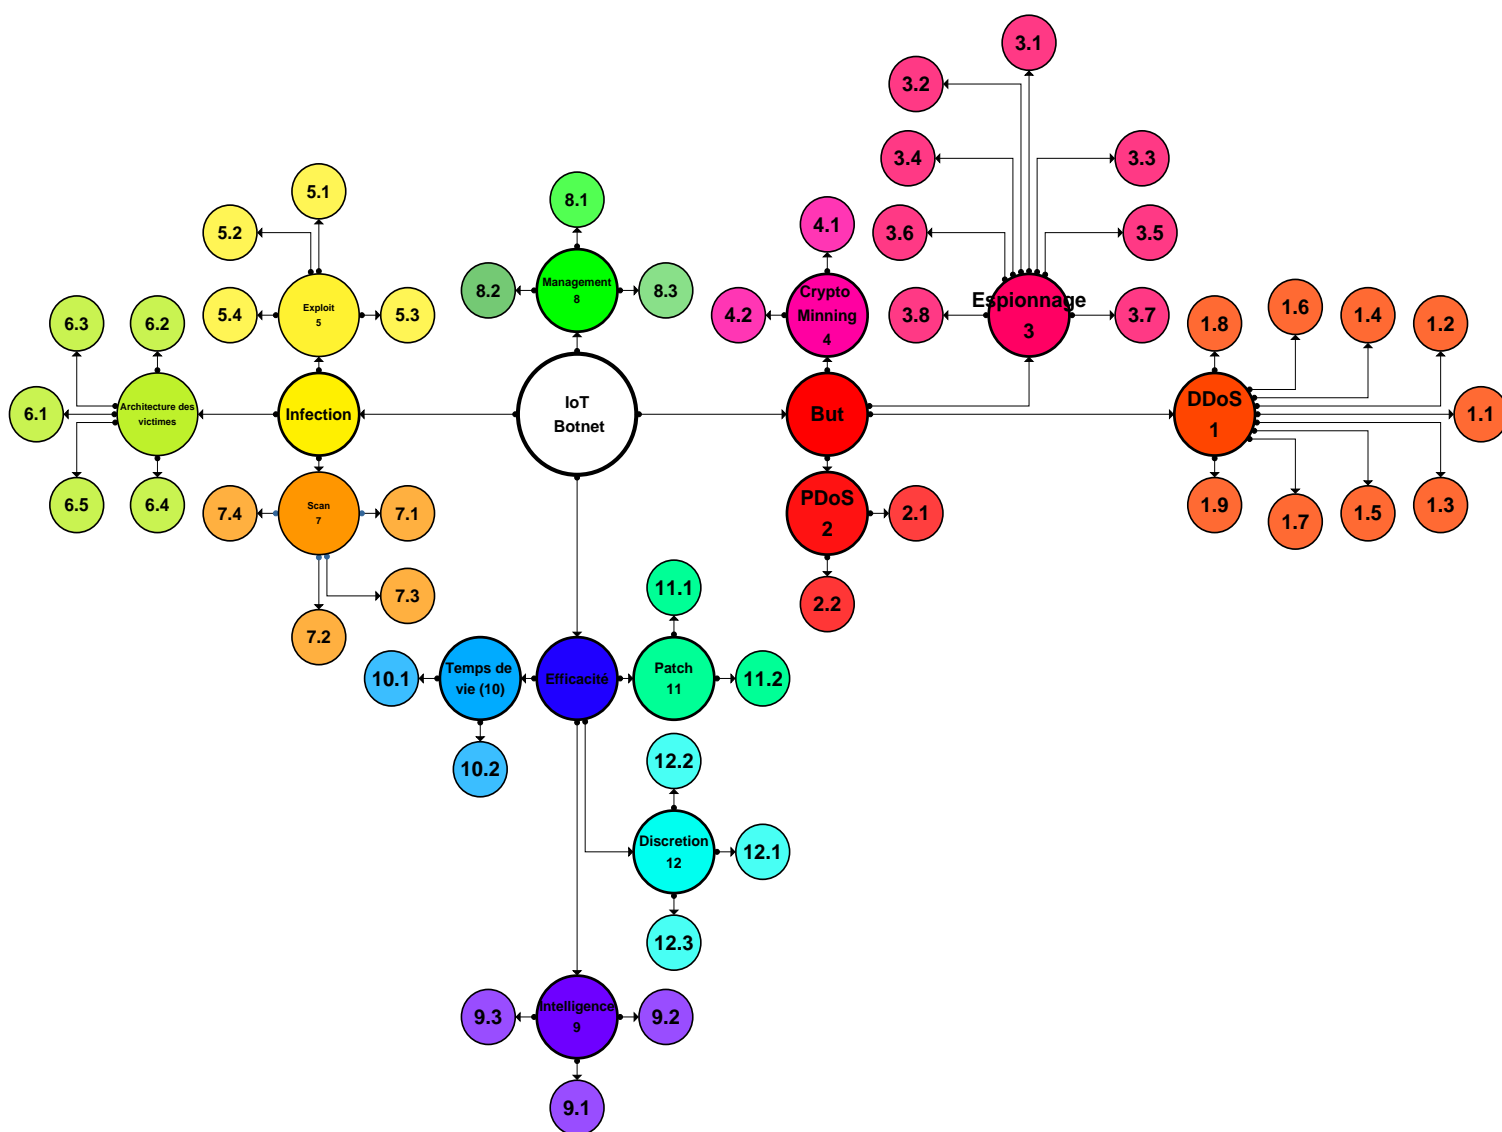 3.1
3.2
3.4
3.3
5.1
8.1
4.1
3.6
3.5
5.2
Management
8
8.2
8.3
Crypto
Minning
4
4.2
Espionnage
3
3.8
3.7
1.8
1.6
1.4
1.2
6.3
6.2
5.4
Exploit
5
5.3
6.1
Architecture des
victimes
Infection
IoT
Botnet
But
DDoS
1
1.1
6.5
6.4
7.4
Scan
7
7.1
PDoS
2
2.1
1.9
1.7
1.5
1.3
7.3
7.2
11.1
2.2
10.1
Temps de
vie (10)
Efficacité
Patch
11
11.2
10.2
12.2
Discretion
12
12.1
12.3
9.3
Intelligence
9
9.2
9.1